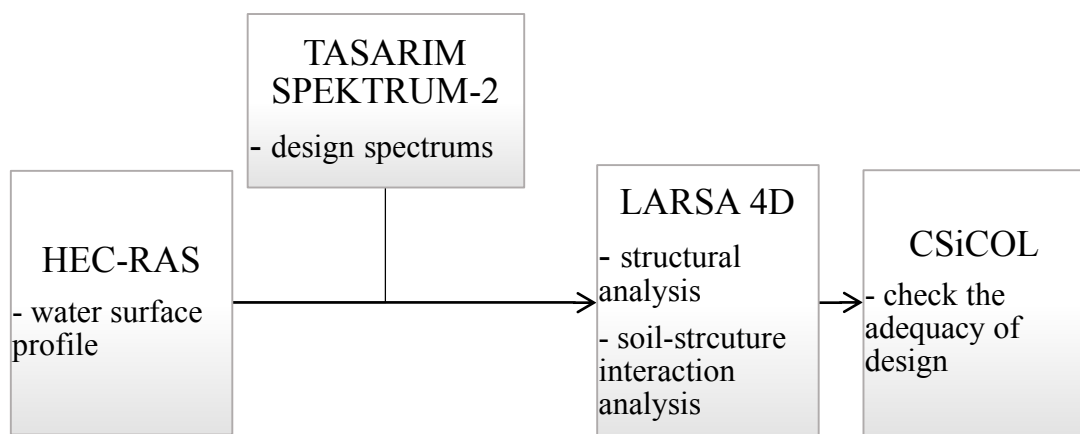 TASARIM
SPEKTRUM-2
- design spectrums
HEC-RAS
- water surface
profile
LARSA 4D
- structural
analysis
- soil-strcuture
interaction
analysis
CSiCOL
- check the
adequacy of
design